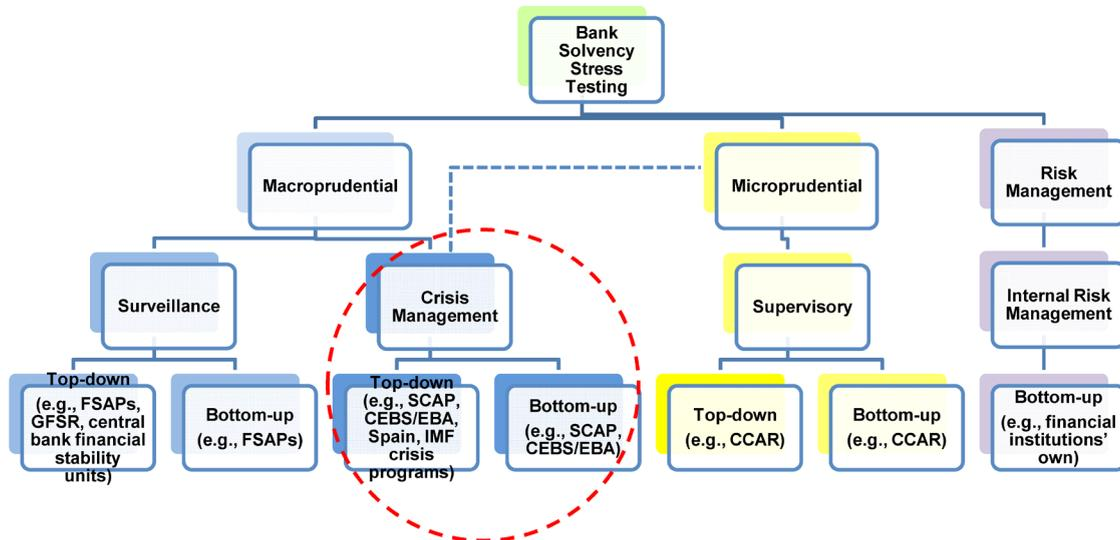 Bank
Solvency
Stress
Testing
Macroprudential
Microprudential
Risk
Management
Surveillance
Crisis
Management
Supervisory
Internal Risk
Management
Top-down
(e.g., FSAPs,
GFSR, central
bank financial
stability
units)
Bottom-up
(e.g., FSAPs)
Top-down
(e.g., SCAP,
CEBS/EBA,
Spain, IMF
crisis
programs)
Bottom-up
(e.g., SCAP,
CEBS/EBA)
Top-down
(e.g., CCAR)
Bottom-up
(e.g., CCAR)
Bottom-up
(e.g., financial
institutions’
own)